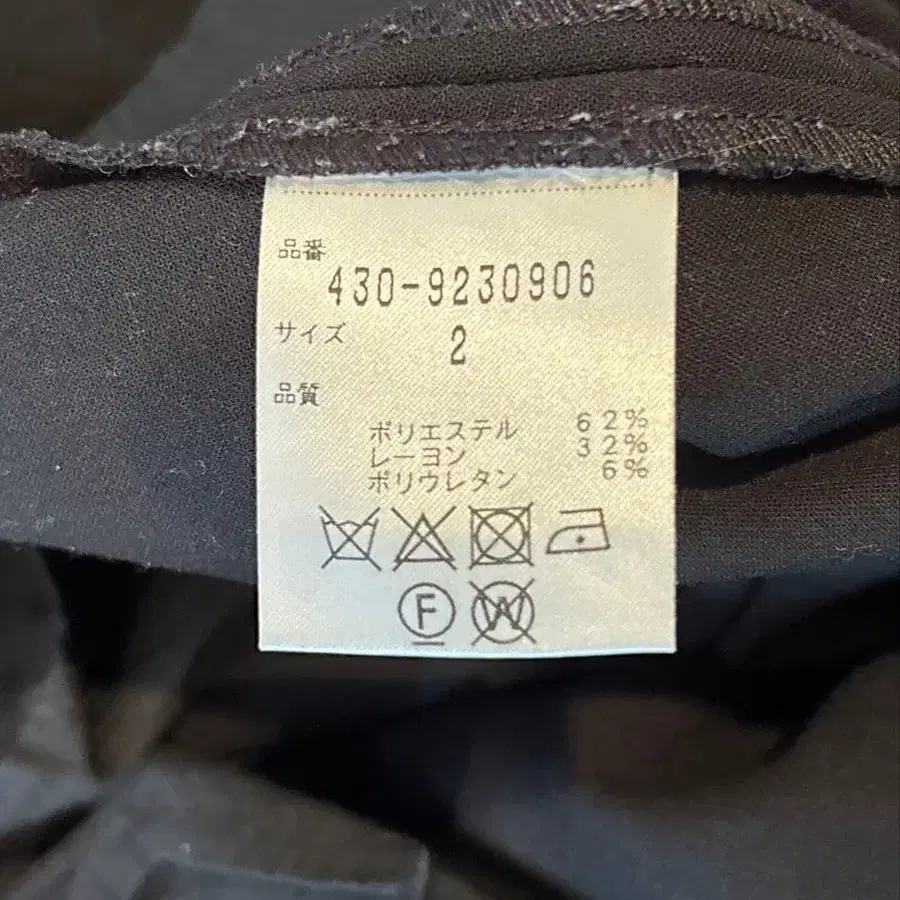 品番
430-9230906
サイズ
2
品質
ポリエステル 62%
レーヨン 32%
ポリウレタン 6%
F W